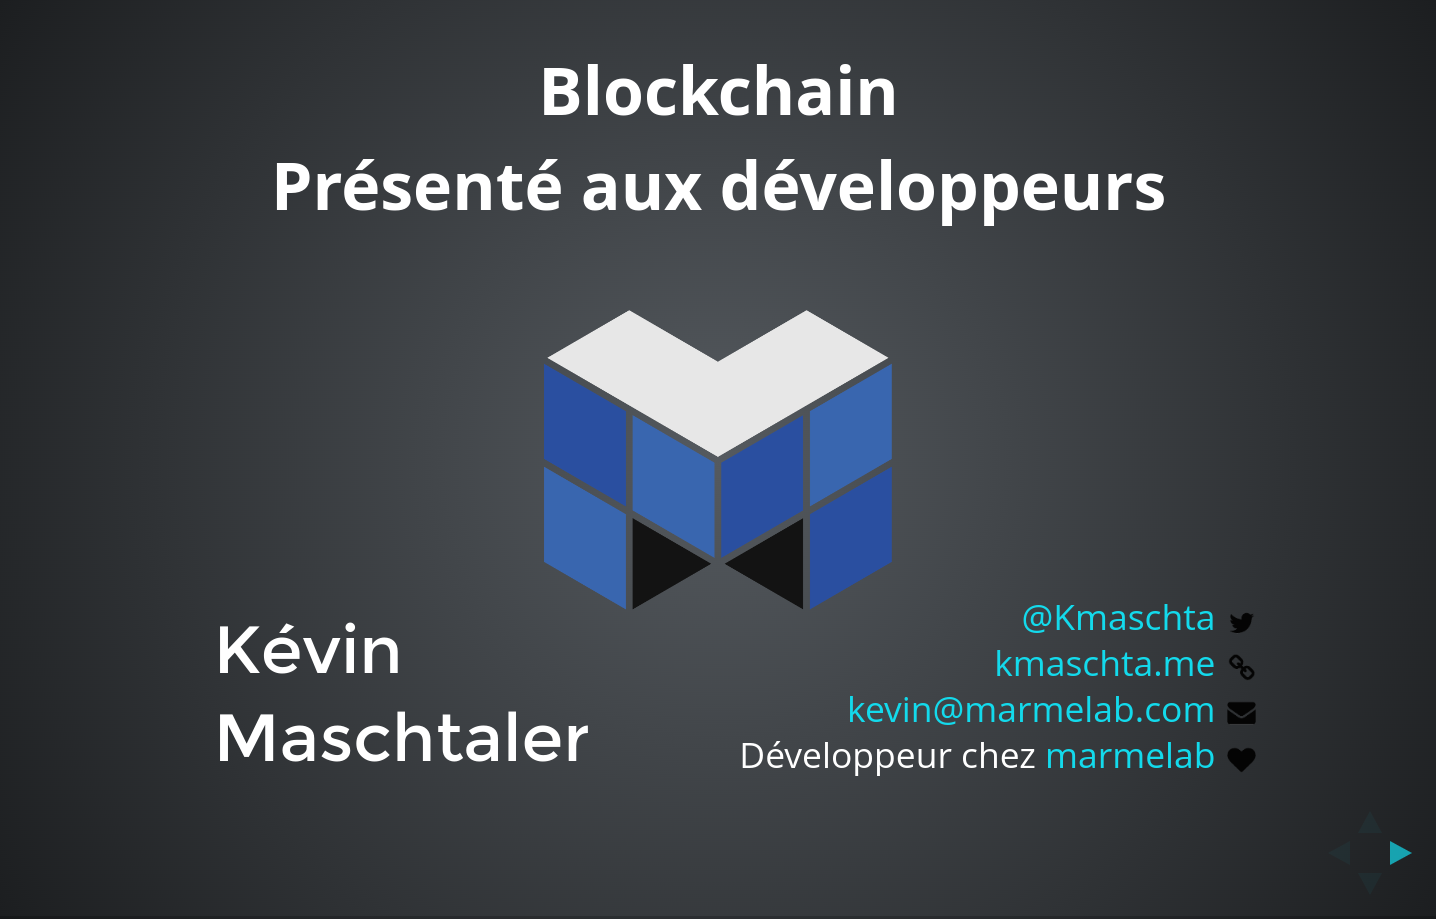 Blockchain
Présenté aux développeurs
Kévin
Maschtaler
@Kmaschta
kmaschta.me
kevin@marmelab.com
Développeur chez marmelab